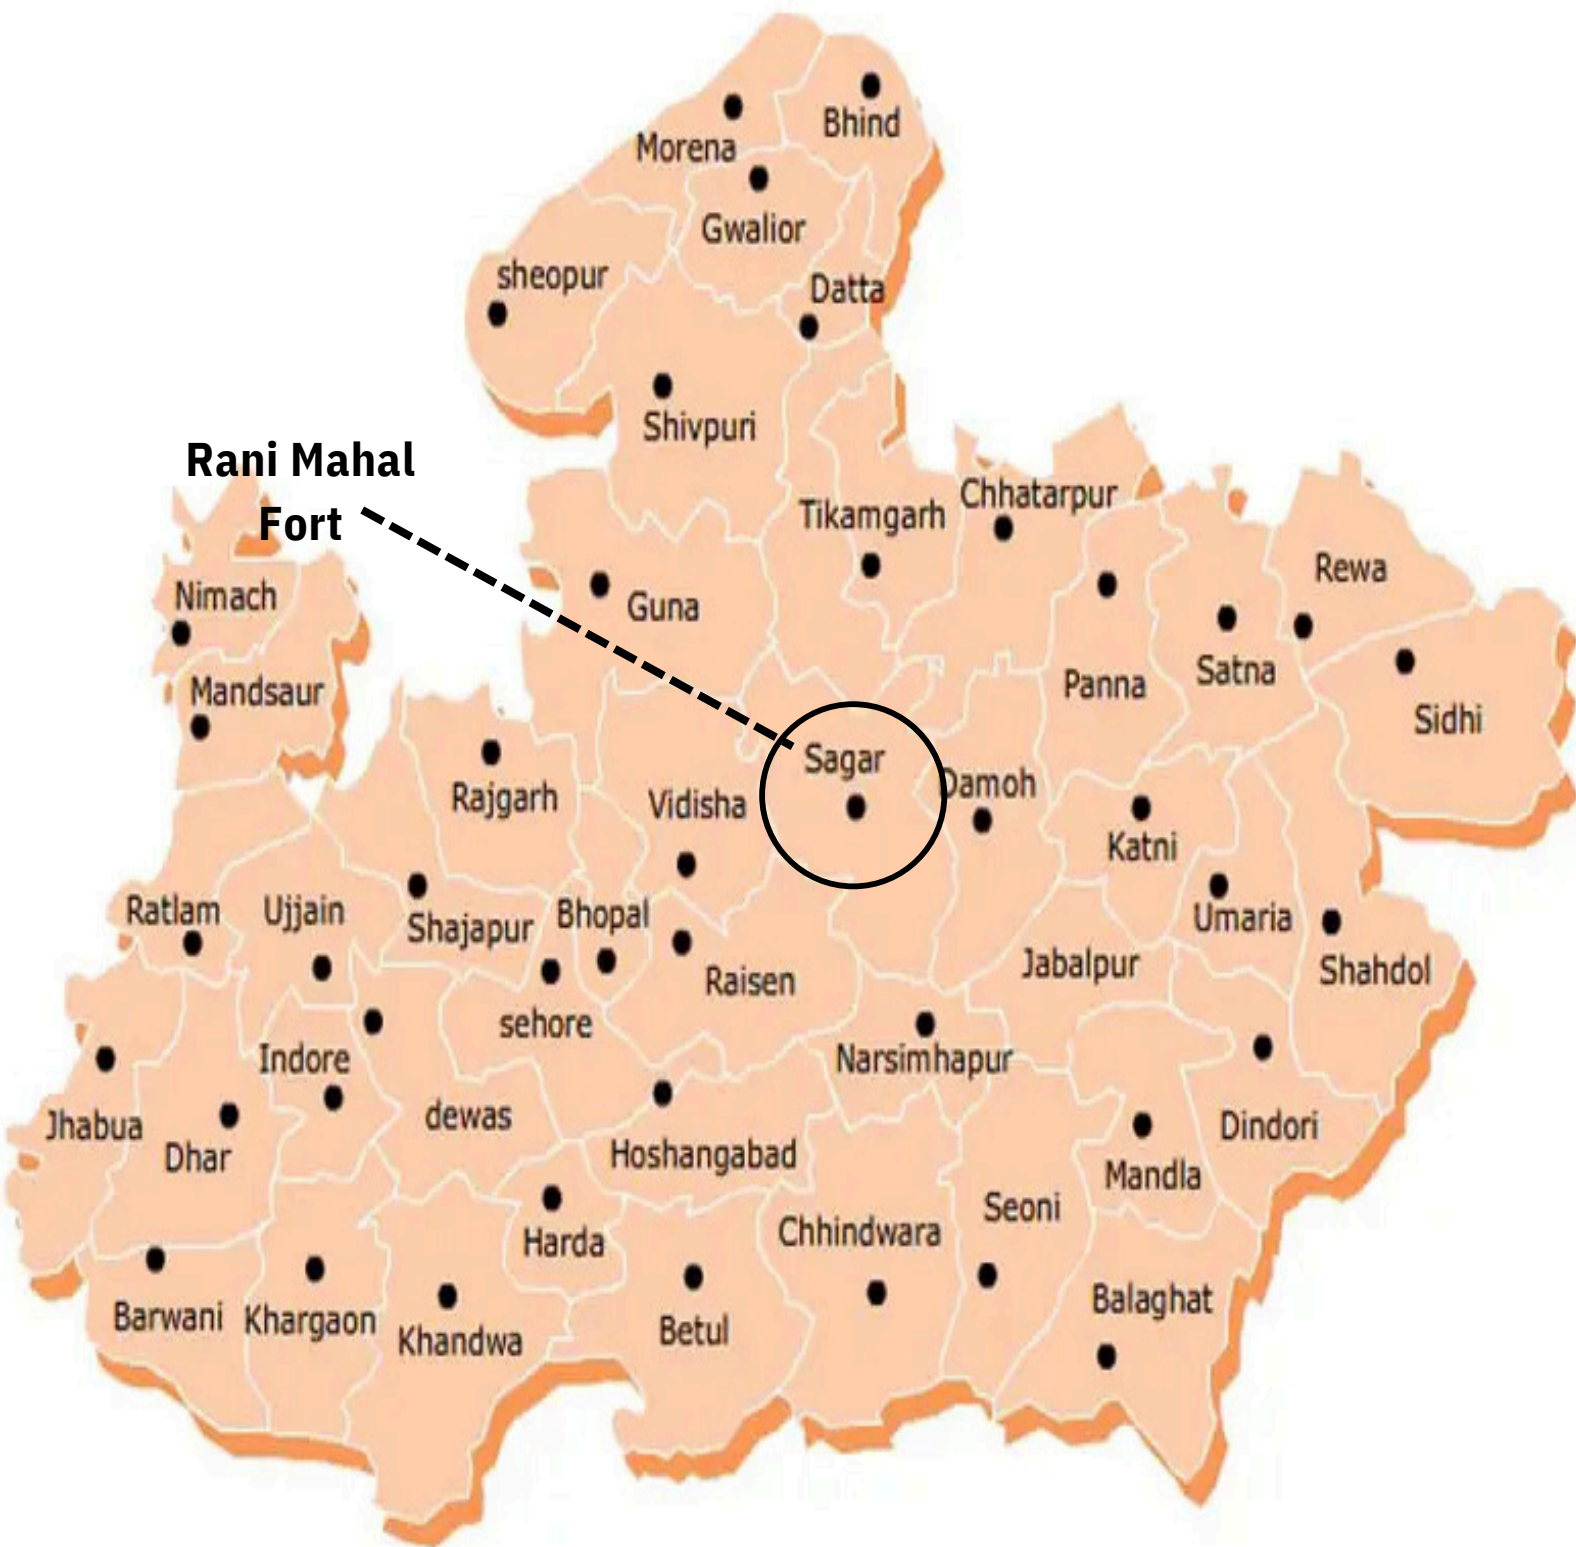 Bhind
Morena
Gwalior
sheopur
Datta
Shivpuri
Rani Mahal
Fort
Chhatarpur
Tikamgarh
Rewa
Nimach
Guna
Satna
Panna
Mandsaur
Sidhi
Sagar
Damoh
Rajgarh
Vidisha
Katni
Ratlam
Ujjain
Bhopal
Shajapur
Umaria
Jabalpur
Shahdol
Raisen
sehore
Indore
Narsimhapur
dewas
Jhabua
Dindori
Dhar
Hoshangabad
Mandla
Seoni
Chhindwara
Harda
Balaghat
Barwani
Khargaon
Khandwa
Betul